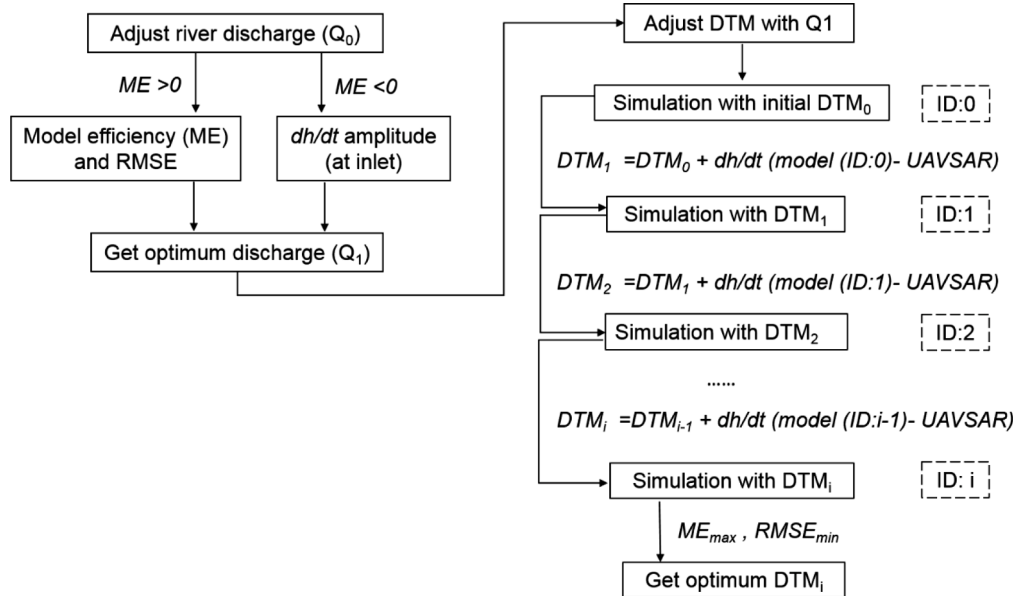 Adjust river discharge (Q₀)
ME >0
ME <0
Model efficiency (ME)
and RMSE
dh/dt amplitude
(at inlet)
Get optimum discharge (Q₁)
Adjust DTM with Q1
Simulation with initial DTM₀
ID:0
DTM₁ =DTM₀ + dh/dt (model (ID:0)- UAVSAR)
Simulation with DTM₁
ID:1
DTM₂ =DTM₁ + dh/dt (model (ID:1)- UAVSAR)
Simulation with DTM₂
ID:2
......
DTMᵢ =DTMᵢ₋₁ + dh/dt (model (ID:i-1)- UAVSAR)
Simulation with DTMᵢ
ID: i
ME_max , RMSE_min
Get optimum DTMᵢ